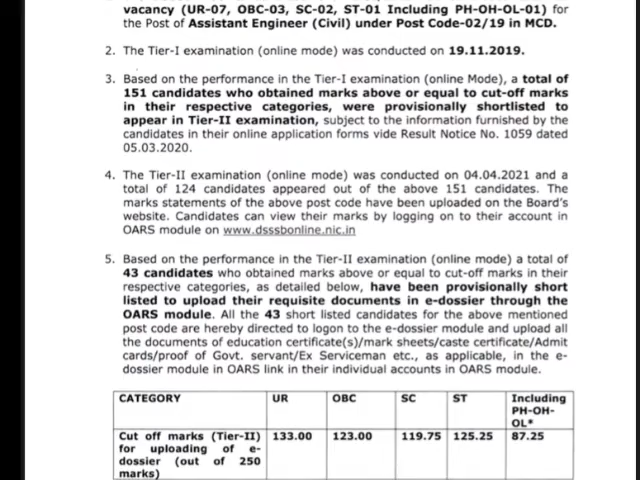 vacancy (UR-07, OBC-03, SC-02, ST-01 Including PH-OH-OL-01) for
the Post of Assistant Engineer (Civil) under Post Code-02/19 in MCD.
2. The Tier-I examination (online mode) was conducted on 19.11.2019.
3. Based on the performance in the Tier-I examination (online Mode), a total of
151 candidates who obtained marks above or equal to cut-off marks
in their respective categories, were provisionally shortlisted to
appear in Tier-II examination, subject to the information furnished by the
candidates in their online application forms vide Result Notice No. 1059 dated
05.03.2020.
4. The Tier-II examination (online mode) was conducted on 04.04.2021 and a
total of 124 candidates appeared out of the above 151 candidates. The
marks statements of the above post code have been uploaded on the Board's
website. Candidates can view their marks by logging on to their account in
OARS module on www.dsssbonline.nic.in
5. Based on the performance in the Tier-II examination (online mode) a total of
43 candidates who obtained marks above or equal to cut-off marks in their
respective categories, as detailed below, have been provisionally short
listed to upload their requisite documents in e-dossier through the
OARS module. All the 43 short listed candidates for the above mentioned
post code are hereby directed to logon to the e-dossier module and upload all
the documents of education certificate(s)/mark sheets/caste certificate/Admit
cards/proof of Govt. servant/Ex Serviceman etc., as applicable, in the e-
dossier module in OARS link in their individual accounts in OARS module.
CATEGORY UR OBC SC ST Including
PH-OH-
OL*
Cut off marks (Tier-II) 133.00 123.00 119.75 125.25 87.25
for uploading of e-
dossier (out of 250
marks)